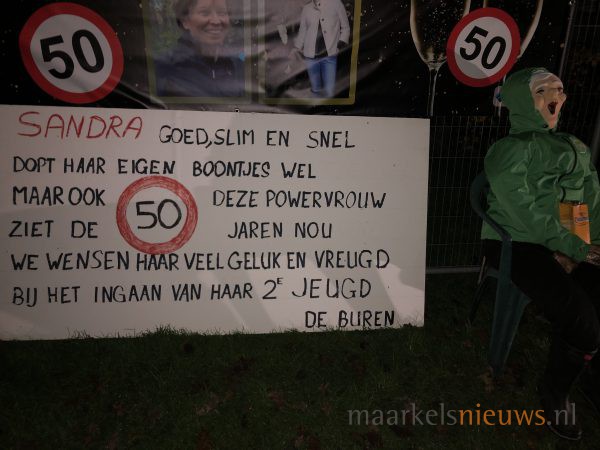 50
50
SANDRA GOED, SLIM EN SNEL
DOPT HAAR EIGEN BOONTJES WEL
MAAR OOK 50 DEZE POWERVROUW
ZIET DE JAREN NOU
WE WENSEN HAAR VEEL GELUK EN VREUGD
BIJ HET INGAAN VAN HAAR 2E JEUGD
DE BUREN
maarkelsnieuws.nl